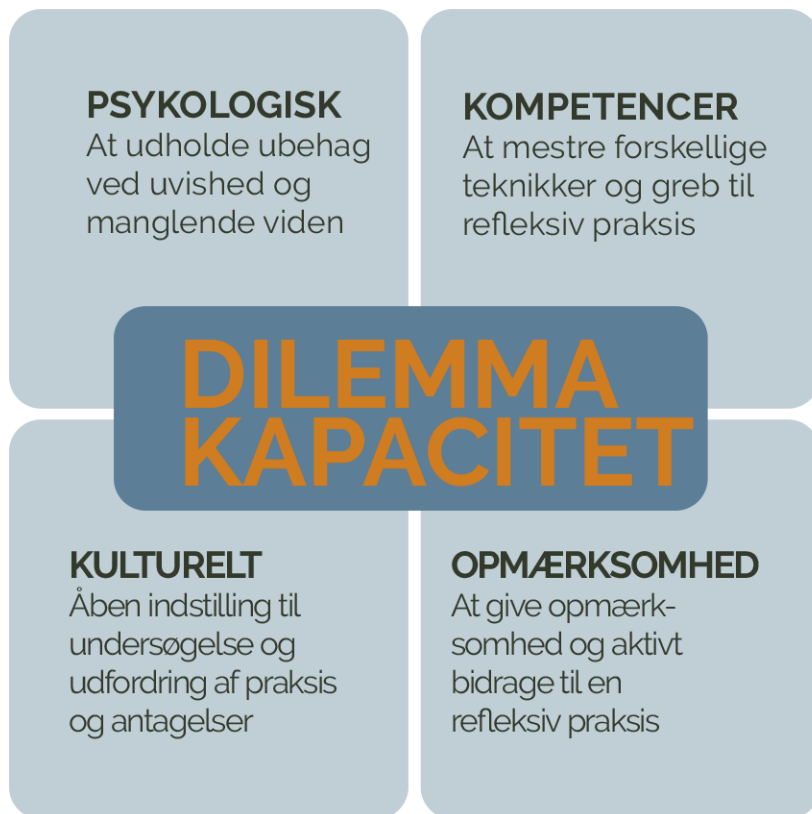 PSYKOLOGISK
At udholde ubehag
ved uvished og
manglende viden
KOMPETENCER
At mestre forskellige
teknikker og greb til
refleksiv praksis
DILEMMA
KAPACITET
KULTURELT
Åben indstilling til
undersøgelse og
udfordring af praksis
og antagelser
OPMÆRKSOMHED
At give opmærk-
somhed og aktivt
bidrage til en
refleksiv praksis